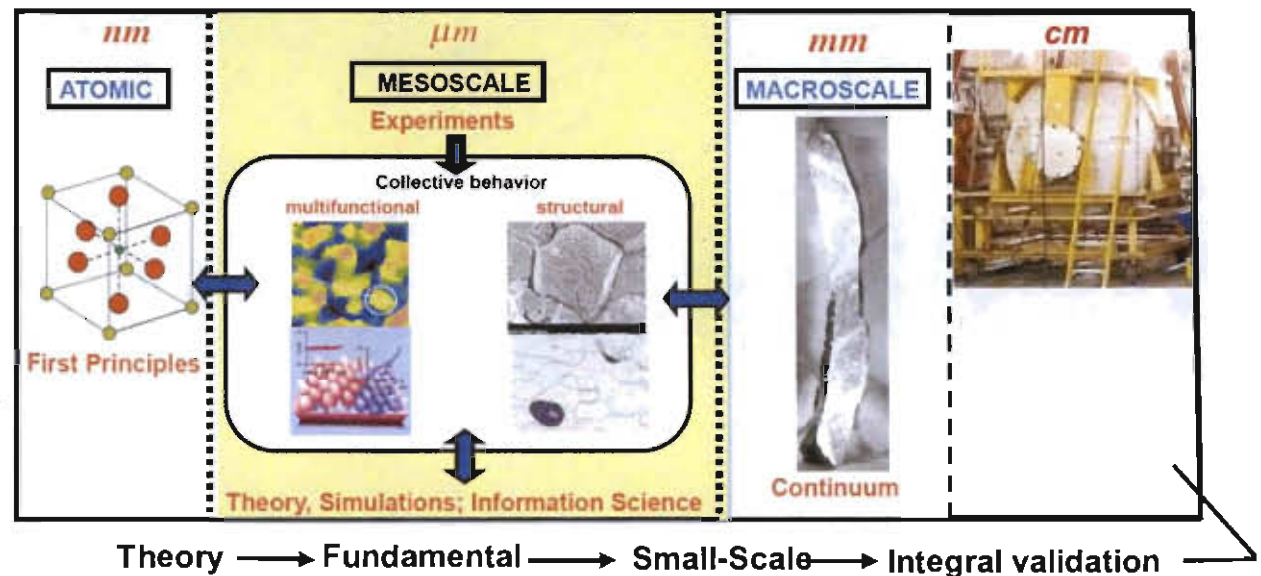 nm
ATOMIC
First Principles
μm
MESOSCALE
Experiments
Collective behavior
multifunctional
structural
Theory, Simulations; Information Science
mm
MACROSCALE
Continuum
cm
Theory → Fundamental → Small-Scale → Integral validation